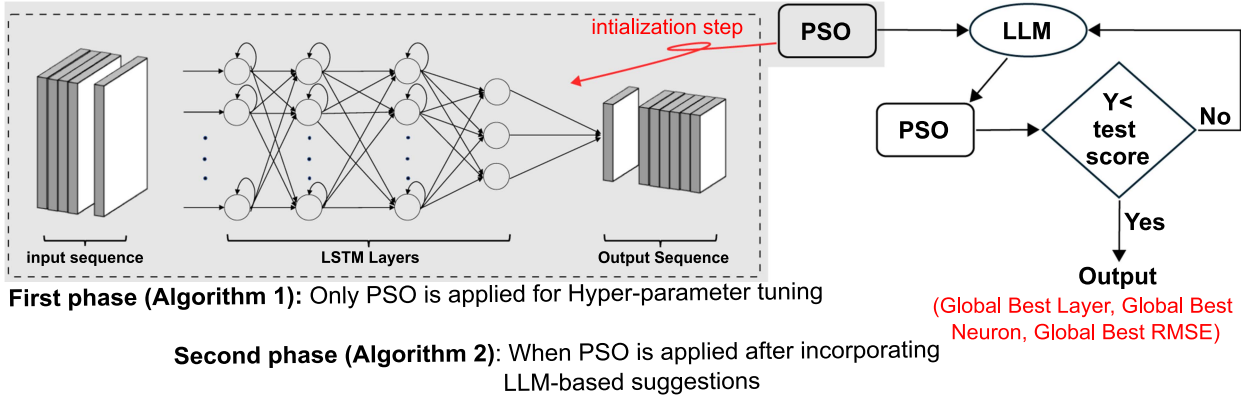 intialization step
PSO
LLM
PSO
Y<
test
score
No
Yes
input sequence
LSTM Layers
Output Sequence
Output
(Global Best Layer, Global Best
Neuron, Global Best RMSE)
First phase (Algorithm 1): Only PSO is applied for Hyper-parameter tuning
Second phase (Algorithm 2): When PSO is applied after incorporating
LLM-based suggestions